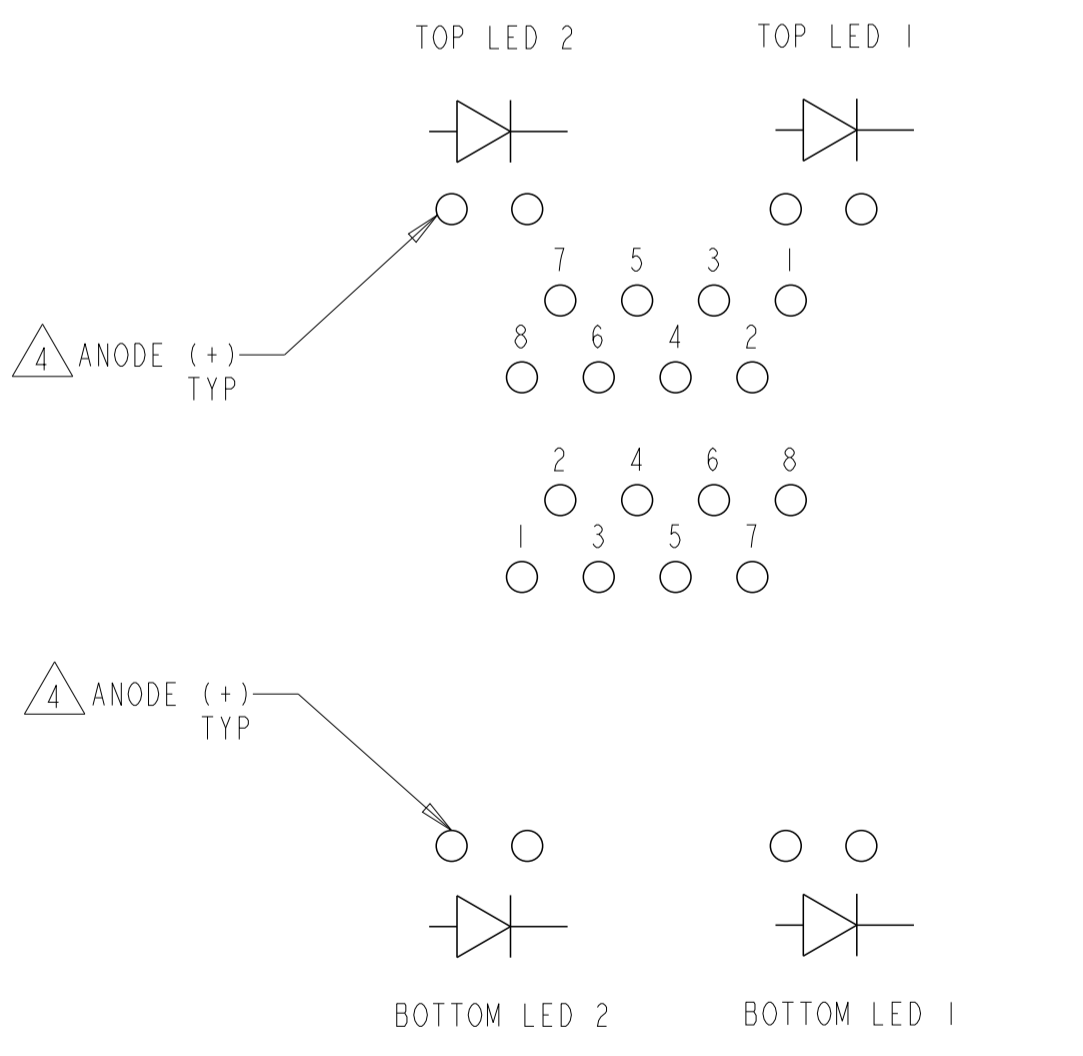 TOP LED 2 TOP LED 1
7 5 3 1
8 6 4 2
4 ANODE (+)
TYP
2 4 6 8
1 3 5 7
4 ANODE (+)
TYP
BOTTOM LED 2 BOTTOM LED 1